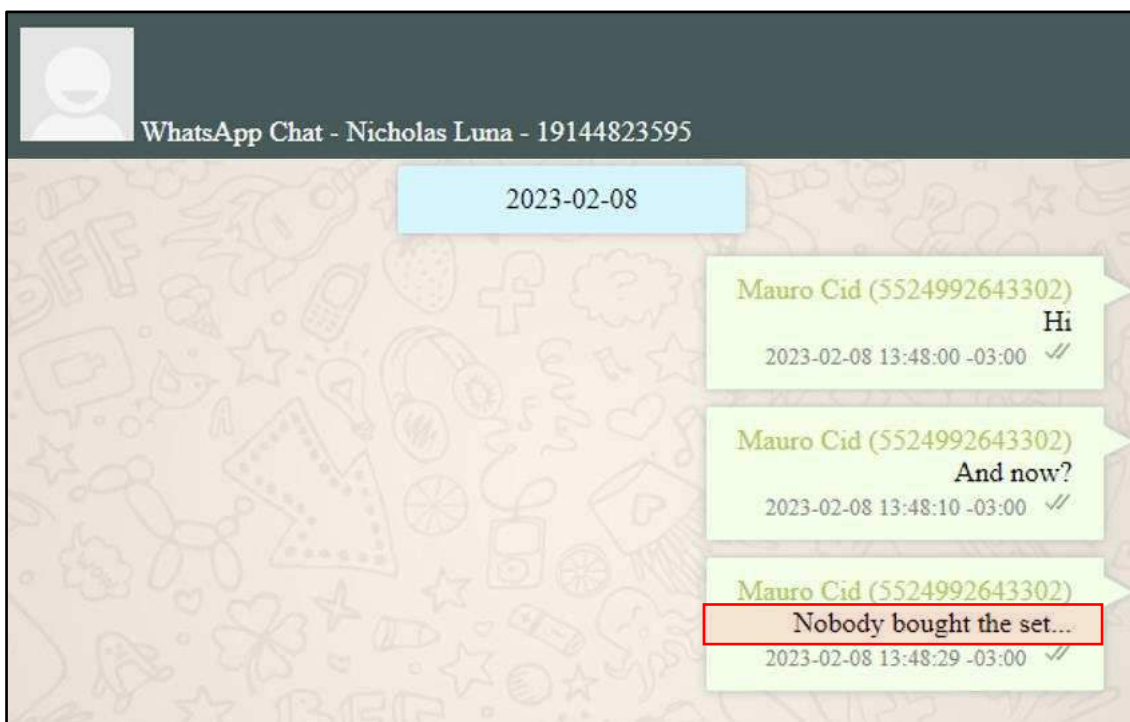 WhatsApp Chat - Nicholas Luna - 19144823595
2023-02-08
Mauro Cid (5524992643302)
Hi
2023-02-08 13:48:00 -03:00
Mauro Cid (5524992643302)
And now?
2023-02-08 13:48:10 -03:00
Mauro Cid (5524992643302)
Nobody bought the set...
2023-02-08 13:48:29 -03:00